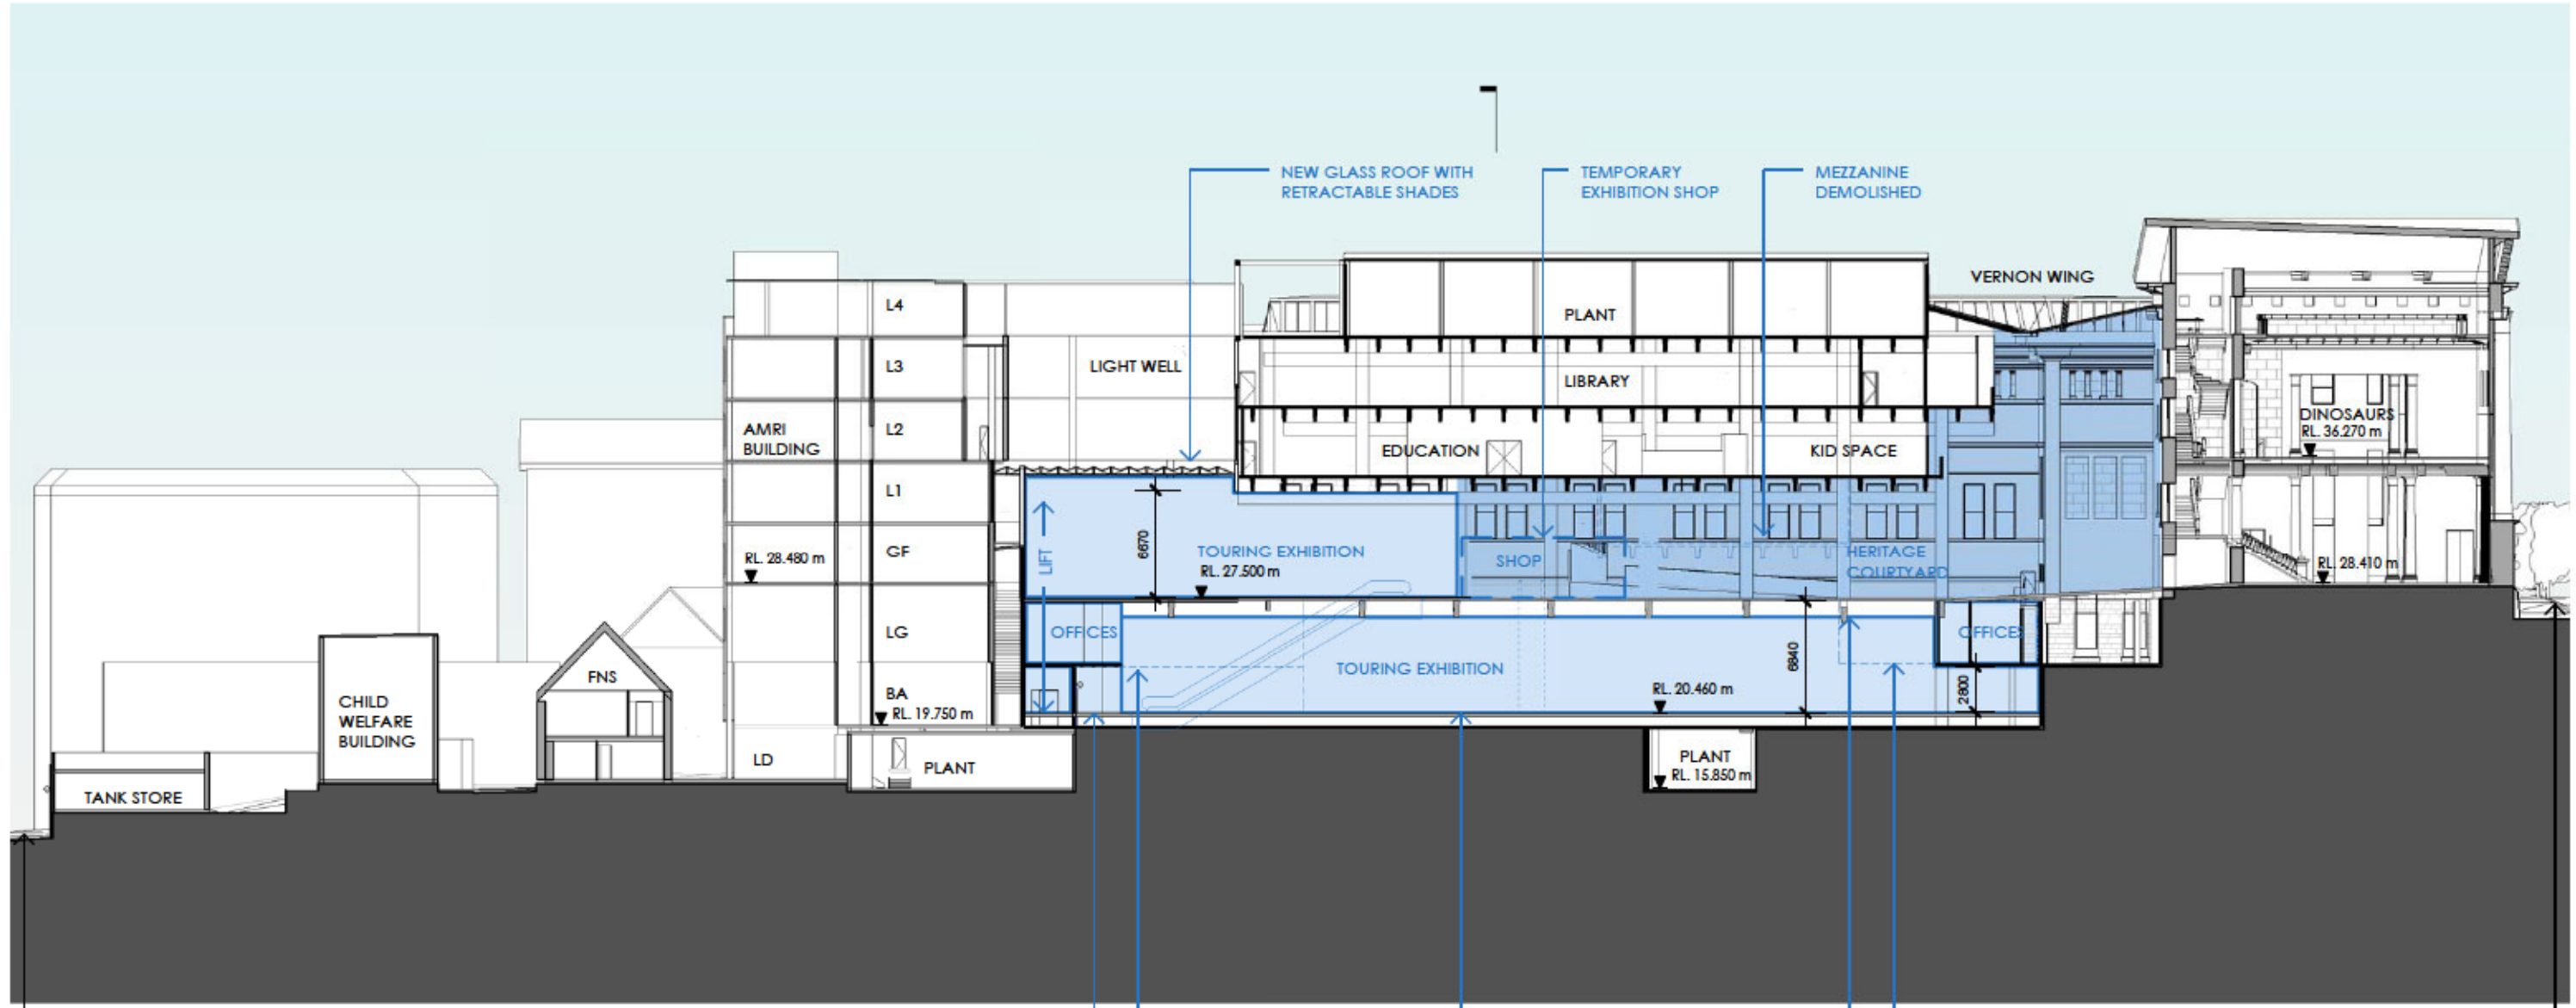 NEW GLASS ROOF WITH
RETRACTABLE SHADES
TEMPORARY
EXHIBITION SHOP
MEZZANINE
DEMOLISHED
VERNON WING
L4
PLANT
L3
LIGHT WELL
LIBRARY
AMRI
BUILDING
L2
EDUCATION
KID SPACE
DINOSAURS
RL. 36.270 m
L1
RL. 28.480 m
GF
LIFT
6670
TOURING EXHIBITION
RL. 27.500 m
SHOP
HERITAGE
COURTYARD
RL. 28.410 m
LG
OFFICES
TOURING EXHIBITION
6840
OFFICES
FNS
CHILD
WELFARE
BUILDING
BA
RL. 19.750 m
RL. 20.460 m
2800
LD
PLANT
PLANT
RL. 15.850 m
TANK STORE